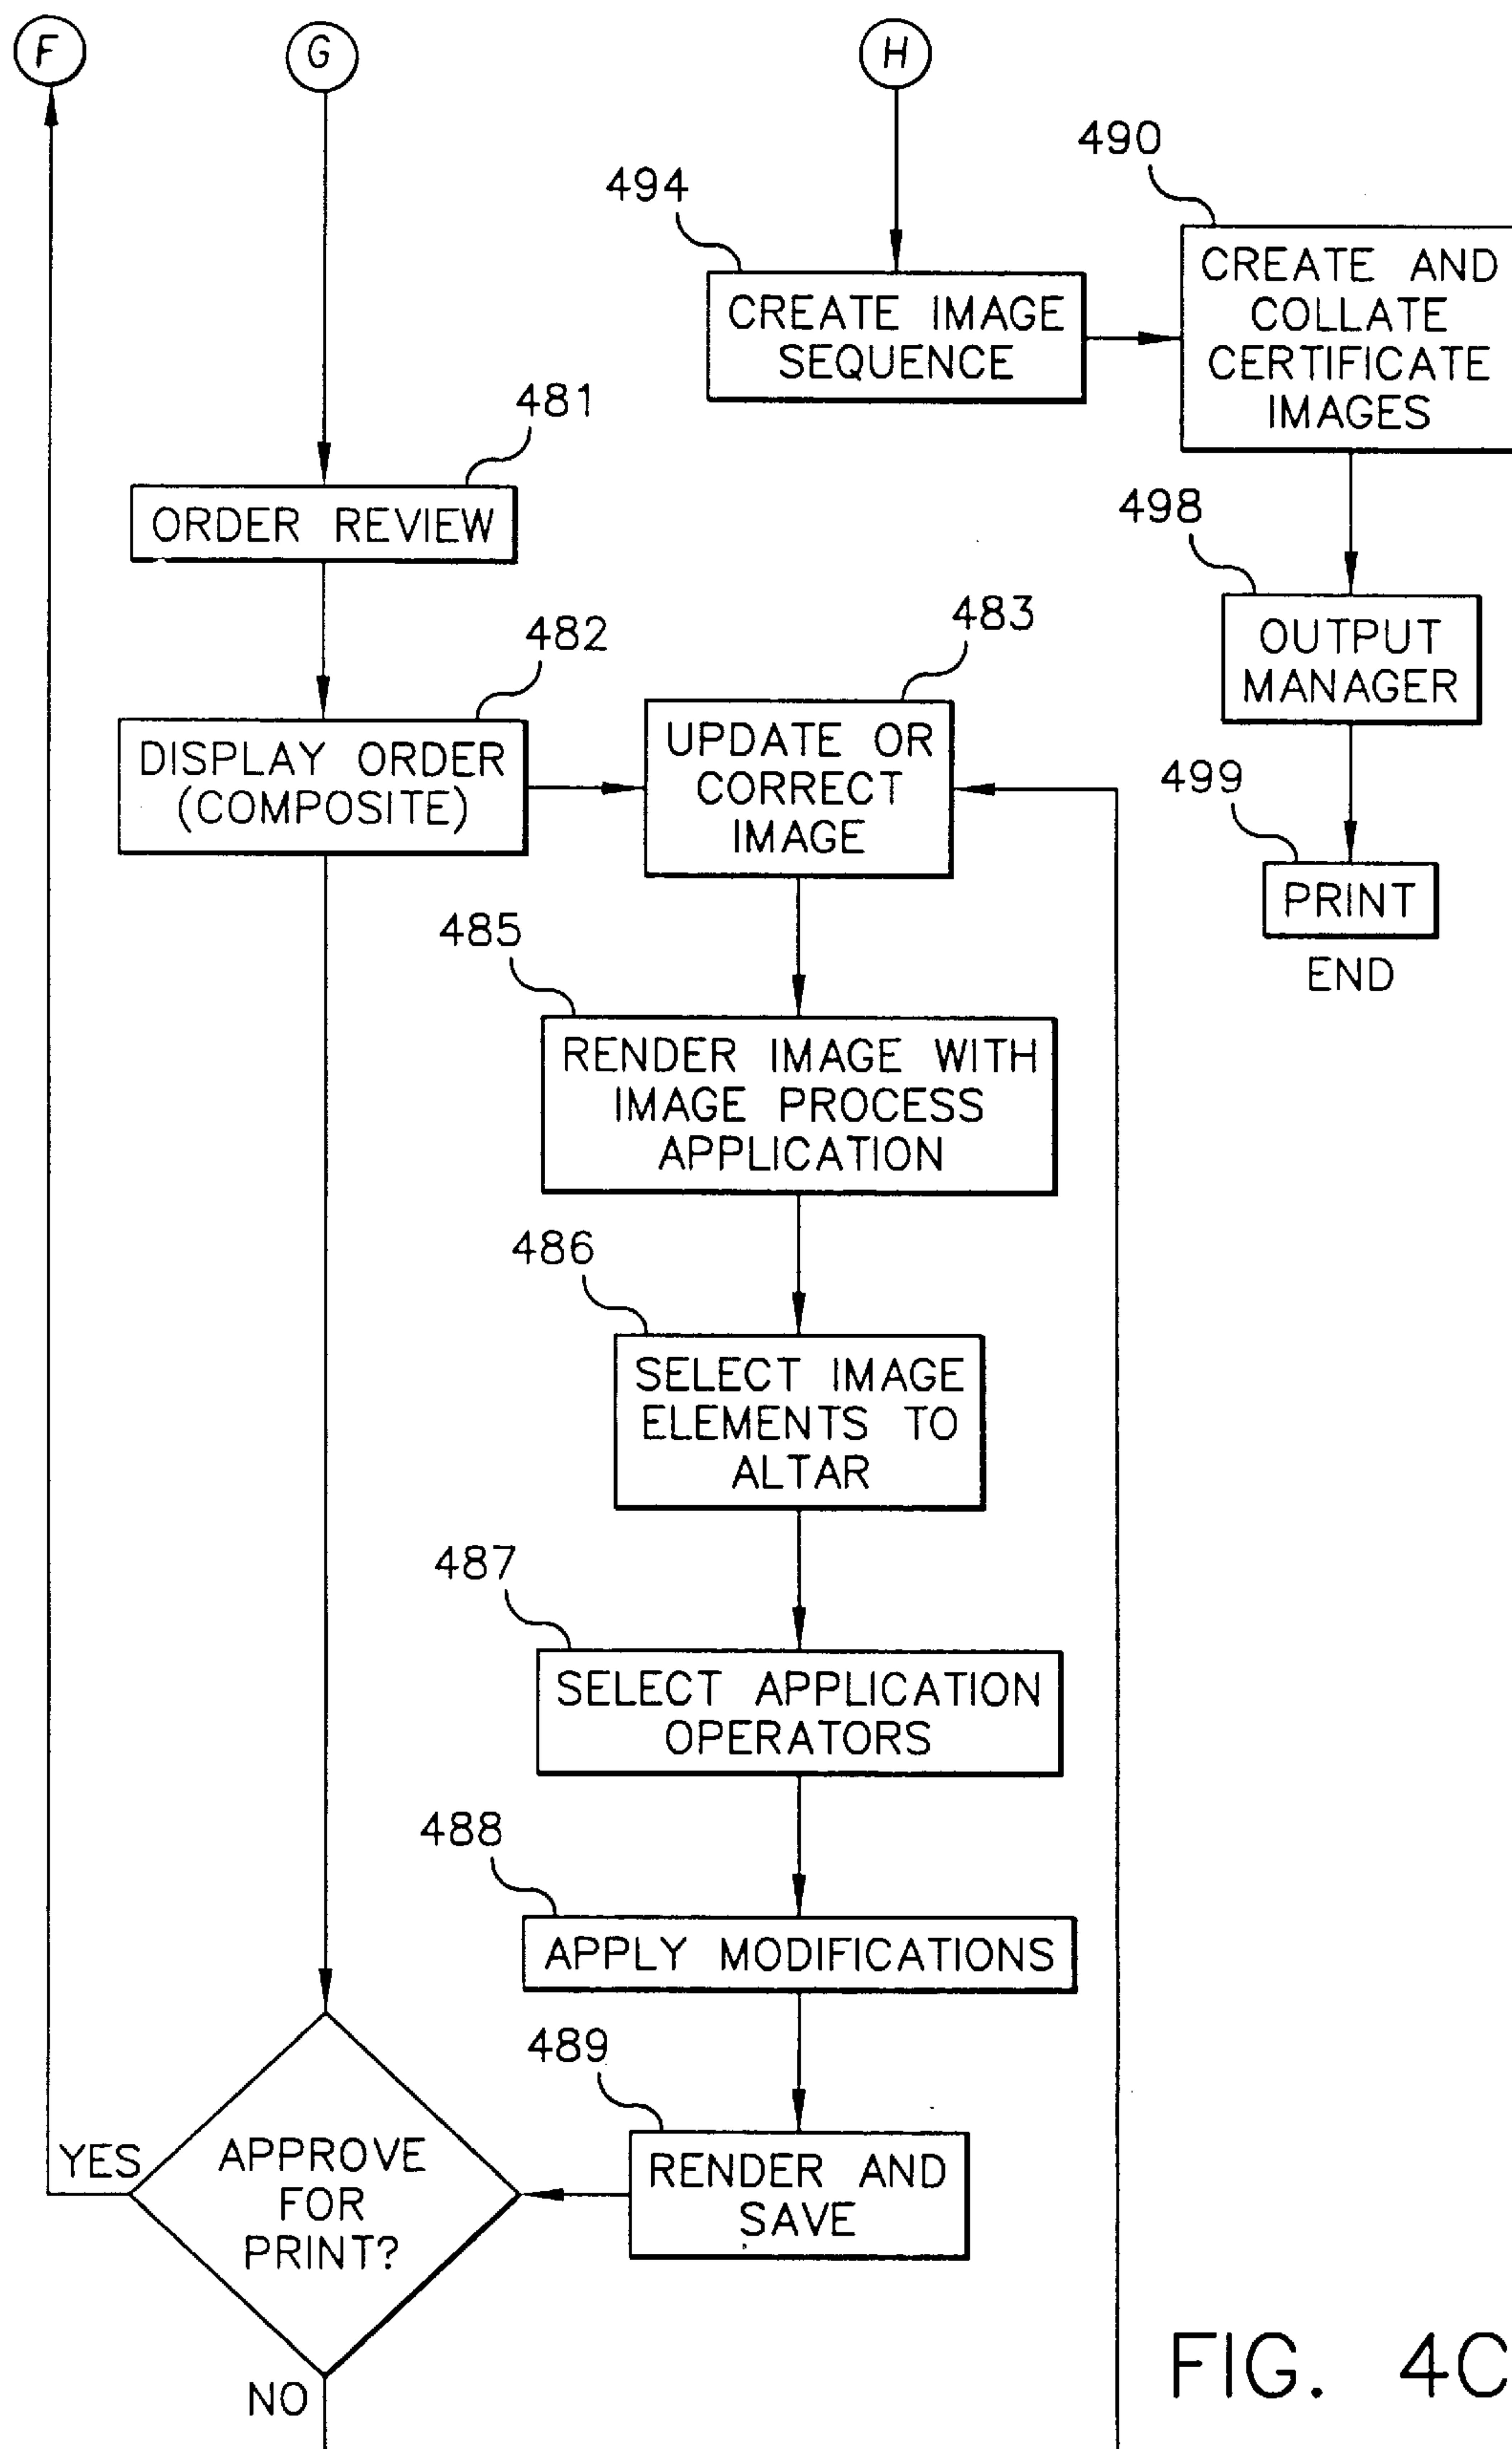 F
G
H
494
490
CREATE IMAGE
SEQUENCE
CREATE AND
COLLATE
CERTIFICATE
IMAGES
481
ORDER REVIEW
498
OUTPUT
MANAGER
482
DISPLAY ORDER
(COMPOSITE)
483
UPDATE OR
CORRECT
IMAGE
499
PRINT
END
485
RENDER IMAGE WITH
IMAGE PROCESS
APPLICATION
486
SELECT IMAGE
ELEMENTS TO
ALTAR
487
SELECT APPLICATION
OPERATORS
488
APPLY MODIFICATIONS
489
RENDER AND
SAVE
YES
APPROVE
FOR
PRINT?
NO
FIG. 4C